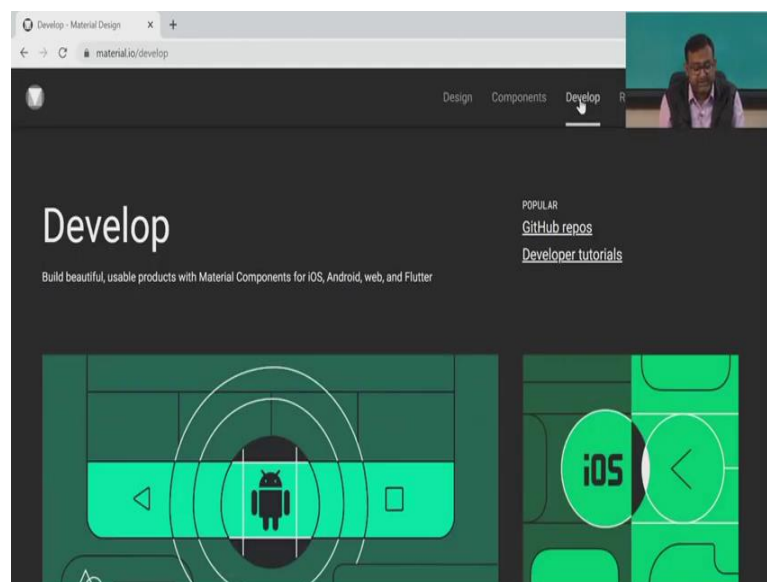 Develop - Material Design
material.io/develop
Design Components Develop R
Develop
Build beautiful, usable products with Material Components for iOS, Android, web, and Flutter
POPULAR
GitHub repos
Developer tutorials
iOS